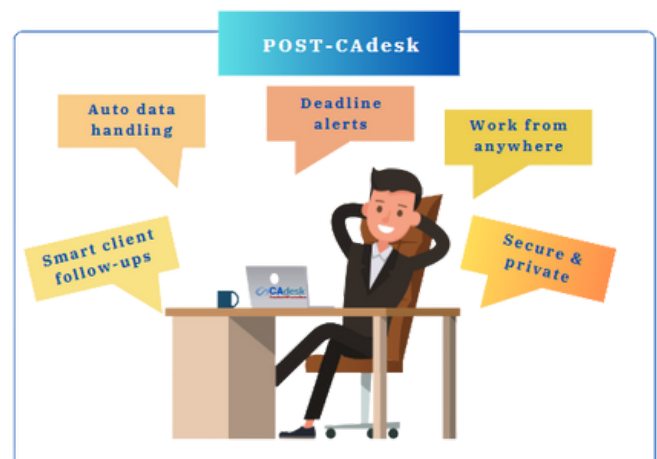 POST-CAdesk
Auto data
handling
Deadline
alerts
Work from
anywhere
Smart client
follow-ups
Secure &
private
CAdesk